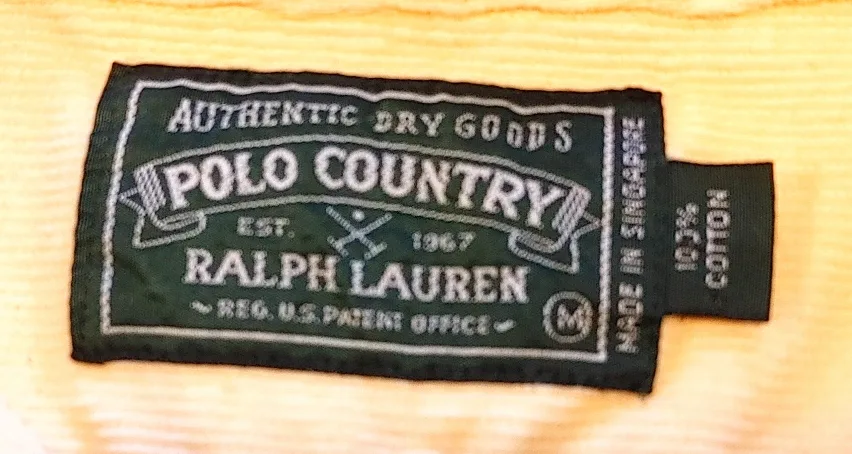 AUTHENTIC DRY GOODS
POLO COUNTRY
EST. 1967
RALPH LAUREN
~ REG. U.S. PATENT OFFICE ~
M
MADE IN SINGAPORE
100%
COTTON